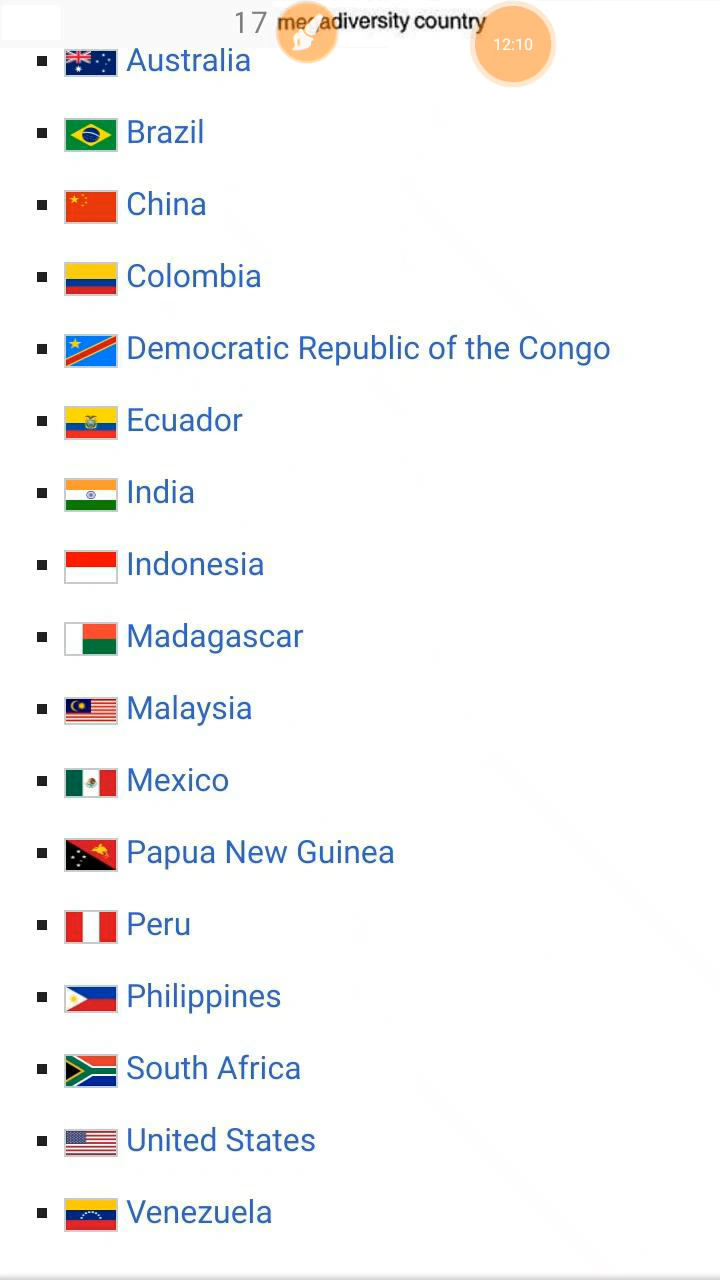 17 megadiversity country
12:10
Australia
Brazil
China
Colombia
Democratic Republic of the Congo
Ecuador
India
Indonesia
Madagascar
Malaysia
Mexico
Papua New Guinea
Peru
Philippines
South Africa
United States
Venezuela